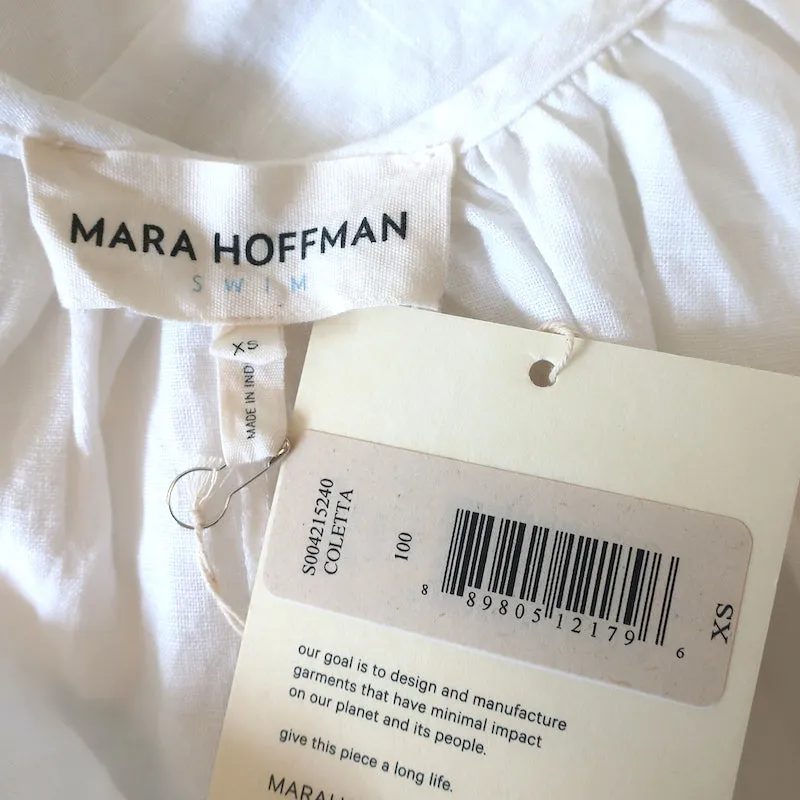 MARA HOFFMAN
SWIM
XS
MADE IN IND
S004215240
COLETTA
100
8 89805 12179 6
XS
our goal is to design and manufacture
garments that have minimal impact
on our planet and its people.
give this piece a long life.